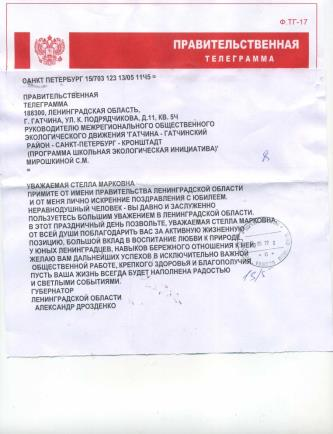 Ф.ТГ-17
ПРАВИТЕЛЬСТВЕННАЯ
ТЕЛЕГРАММА
САНКТ ПЕТЕРБУРГ 15/703 123 13/05 1145 =
ПРАВИТЕЛЬСТВЕННАЯ
ТЕЛЕГРАММА
188300, ЛЕНИНГРАДСКАЯ ОБЛАСТЬ,
Г. ГАТЧИНА, УЛ. К. ПОДРЯДЧИКОВА, Д.11, КВ. 5Ч
РУКОВОДИТЕЛЮ МЕЖРЕГИОНАЛЬНОГО ОБЩЕСТВЕННОГО
ЭКОЛОГИЧЕСКОГО ДВИЖЕНИЯ 'ГАТЧИНА - ГАТЧИНСКИЙ
РАЙОН - САНКТ-ПЕТЕРБУРГ - КРОНШТАДТ
(ПРОГРАММА ШКОЛЬНАЯ ЭКОЛОГИЧЕСКАЯ ИНИЦИАТИВА)'
МИРОШКИНОЙ С.М. =
8
УВАЖАЕМАЯ СТЕЛЛА МАРКОВНА
ПРИМИТЕ ОТ ИМЕНИ ПРАВИТЕЛЬСТВА ЛЕНИНГРАДСКОЙ ОБЛАСТИ
И ОТ МЕНЯ ЛИЧНО ИСКРЕННИЕ ПОЗДРАВЛЕНИЯ С ЮБИЛЕЕМ.
НЕРАВНОДУШНЫЙ ЧЕЛОВЕК - ВЫ ДАВНО И ЗАСЛУЖЕННО
ПОЛЬЗУЕТЕСЬ БОЛЬШИМ УВАЖЕНИЕМ В ЛЕНИНГРАДСКОЙ ОБЛАСТИ.
В ЭТОТ ПРАЗДНИЧНЫЙ ДЕНЬ ПОЗВОЛЬТЕ, УВАЖАЕМАЯ СТЕЛЛА МАРКОВНА,
ОТ ВСЕЙ ДУШИ ПОБЛАГОДАРИТЬ ВАС ЗА АКТИВНУЮ ЖИЗНЕННУЮ
ПОЗИЦИЮ, БОЛЬШОЙ ВКЛАД В ВОСПИТАНИЕ ЛЮБВИ К ПРИРОДЕ
У ЮНЫХ ЛЕНИНГРАДЦЕВ, НАВЫКОВ БЕРЕЖНОГО ОТНОШЕНИЯ К НЕЙ.
ЖЕЛАЮ ВАМ ДАЛЬНЕЙШИХ УСПЕХОВ В ИСКЛЮЧИТЕЛЬНО ВАЖНОЙ
ОБЩЕСТВЕННОЙ РАБОТЕ, КРЕПКОГО ЗДОРОВЬЯ И БЛАГОПОЛУЧИЯ.
ПУСТЬ ВАША ЖИЗНЬ ВСЕГДА БУДЕТ НАПОЛНЕНА РАДОСТЬЮ
И СВЕТЛЫМИ СОБЫТИЯМИ.
15/5
ГУБЕРНАТОР
ЛЕНИНГРАДСКОЙ ОБЛАСТИ
АЛЕКСАНДР ДРОЗДЕНКО